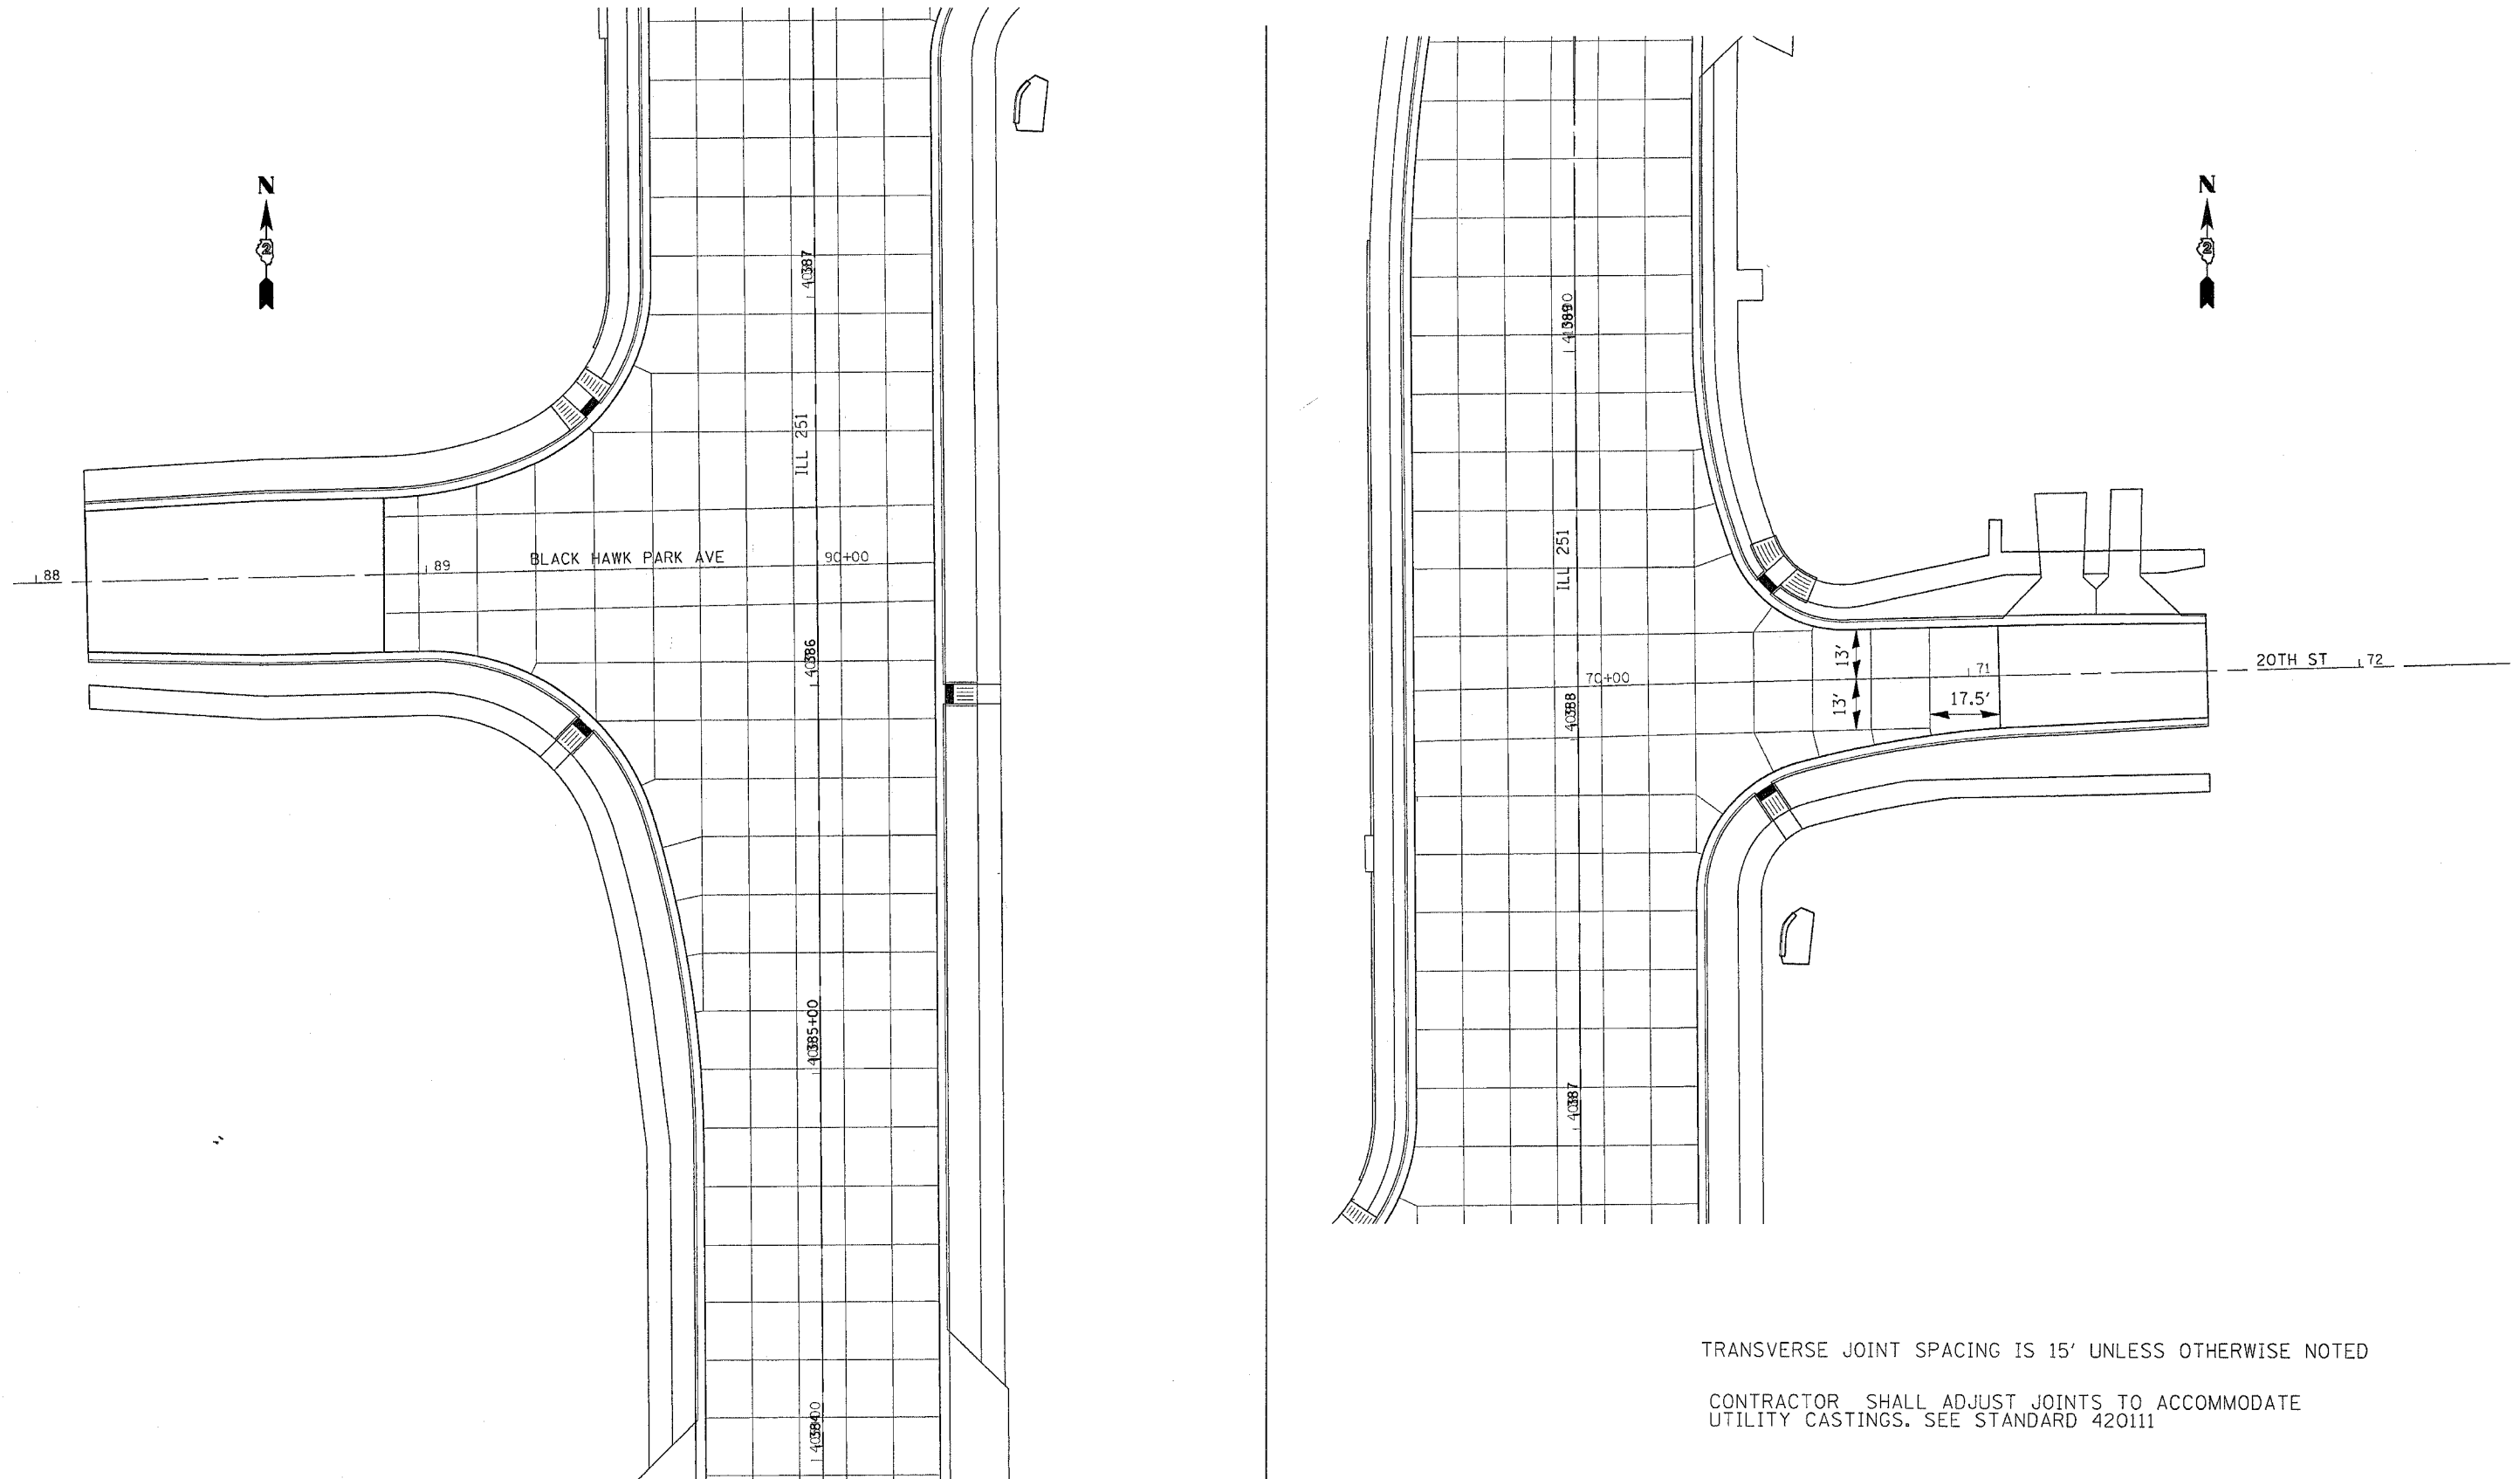 N
2
ILL 251
88
89
BLACK HAWK PARK AVE
90+00
N
2
ILL 251
70+00
13'
13'
71
17.5'
20TH ST
72
TRANSVERSE JOINT SPACING IS 15' UNLESS OTHERWISE NOTED
CONTRACTOR SHALL ADJUST JOINTS TO ACCOMMODATE
UTILITY CASTINGS. SEE STANDARD 420111